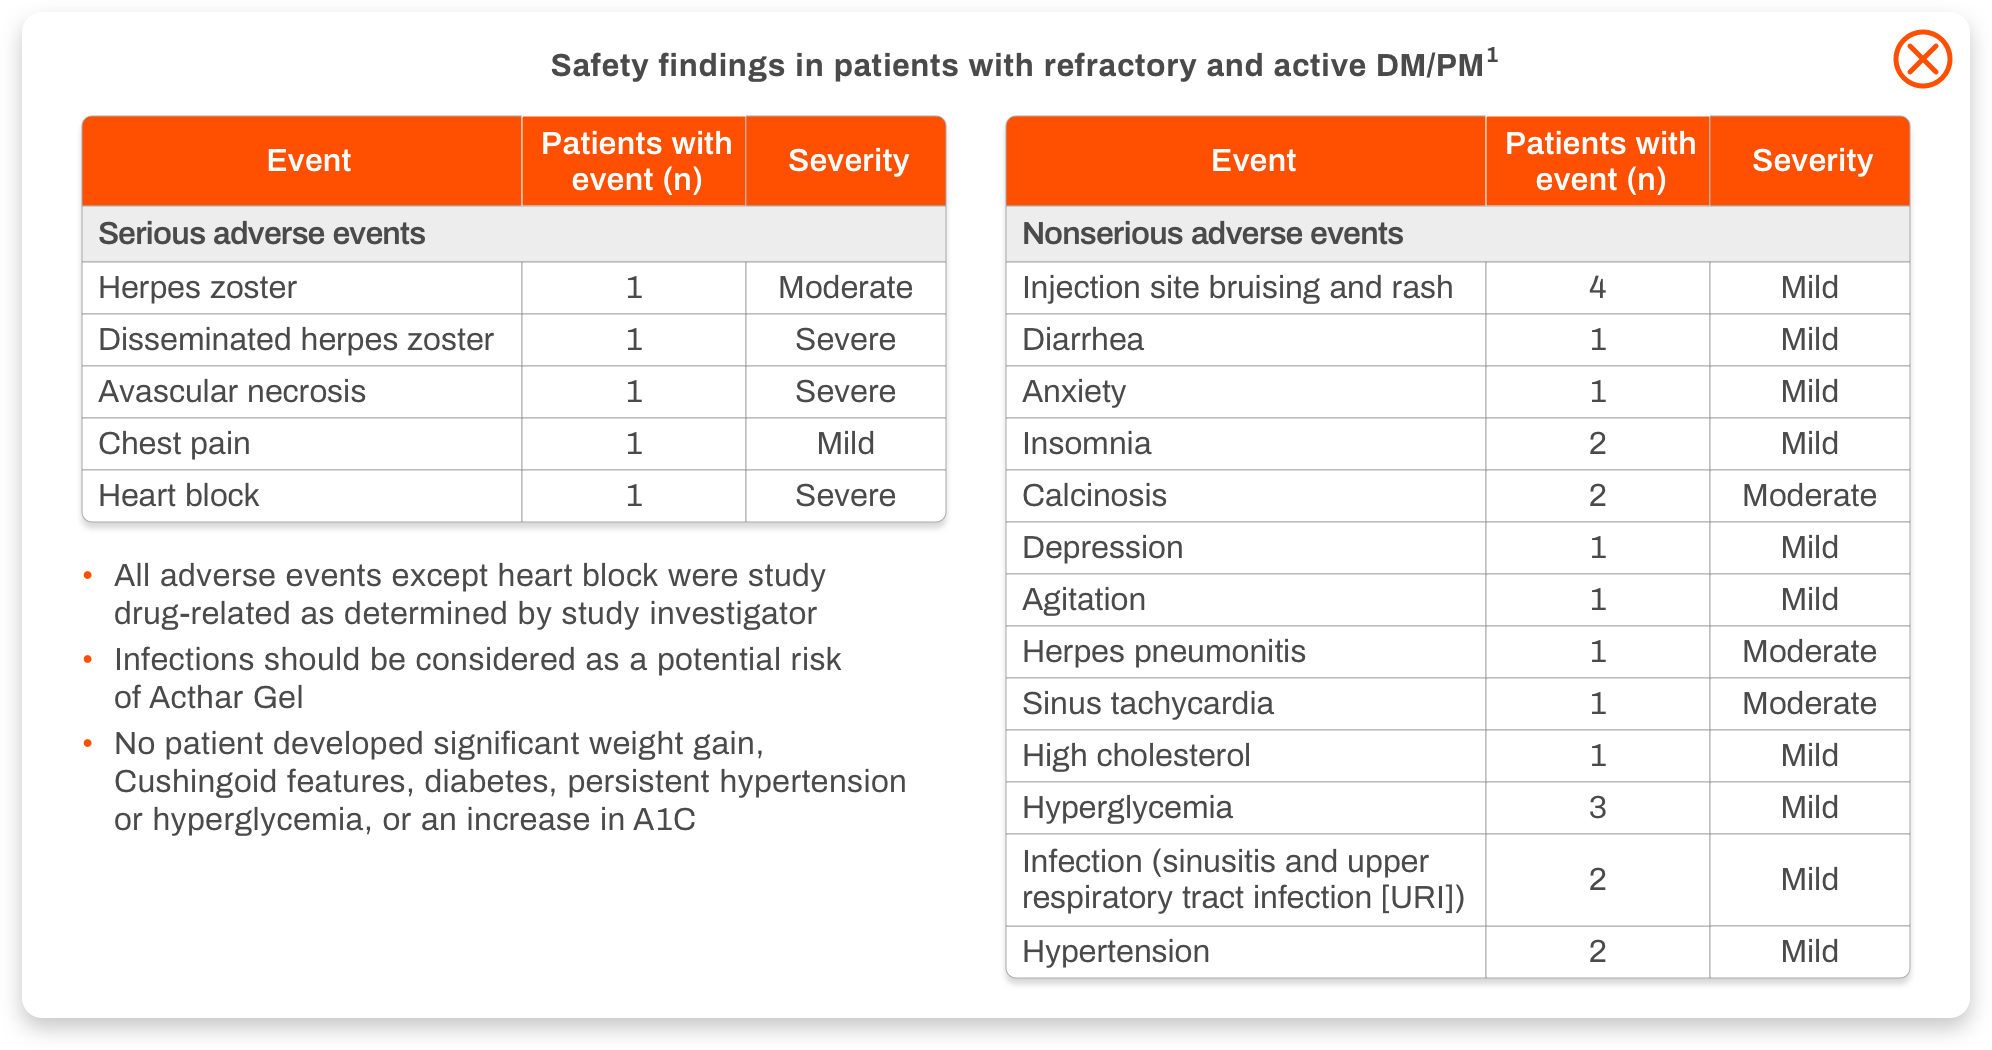 Safety findings in patients with refractory and active DM/PM1
Event Patients with event (n) Severity
Serious adverse events
Herpes zoster 1 Moderate
Disseminated herpes zoster 1 Severe
Avascular necrosis 1 Severe
Chest pain 1 Mild
Heart block 1 Severe
• All adverse events except heart block were study
drug-related as determined by study investigator
• Infections should be considered as a potential risk
of Acthar Gel
• No patient developed significant weight gain,
Cushingoid features, diabetes, persistent hypertension
or hyperglycemia, or an increase in A1C
Event Patients with event (n) Severity
Nonserious adverse events
Injection site bruising and rash 4 Mild
Diarrhea 1 Mild
Anxiety 1 Mild
Insomnia 2 Mild
Calcinosis 2 Moderate
Depression 1 Mild
Agitation 1 Mild
Herpes pneumonitis 1 Moderate
Sinus tachycardia 1 Moderate
High cholesterol 1 Mild
Hyperglycemia 3 Mild
Infection (sinusitis and upper
respiratory tract infection [URI]) 2 Mild
Hypertension 2 Mild